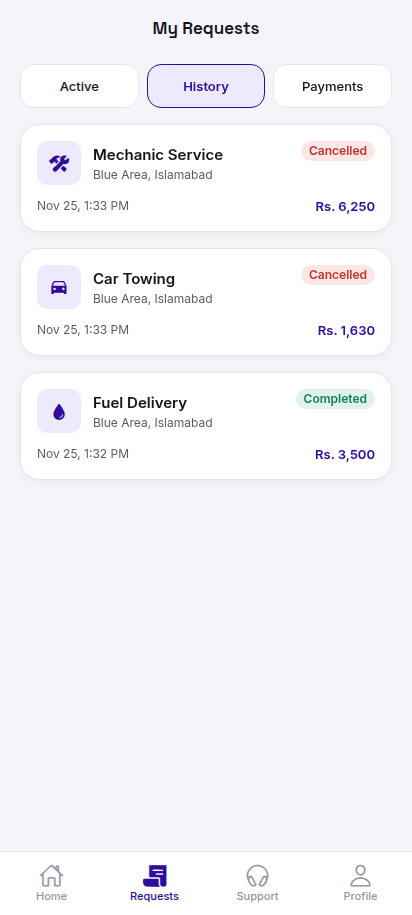 My Requests
Active
History
Payments
Mechanic Service
Cancelled
Blue Area, Islamabad
Nov 25, 1:33 PM
Rs. 6,250
Car Towing
Cancelled
Blue Area, Islamabad
Nov 25, 1:33 PM
Rs. 1,630
Fuel Delivery
Completed
Blue Area, Islamabad
Nov 25, 1:32 PM
Rs. 3,500
Home
Requests
Support
Profile